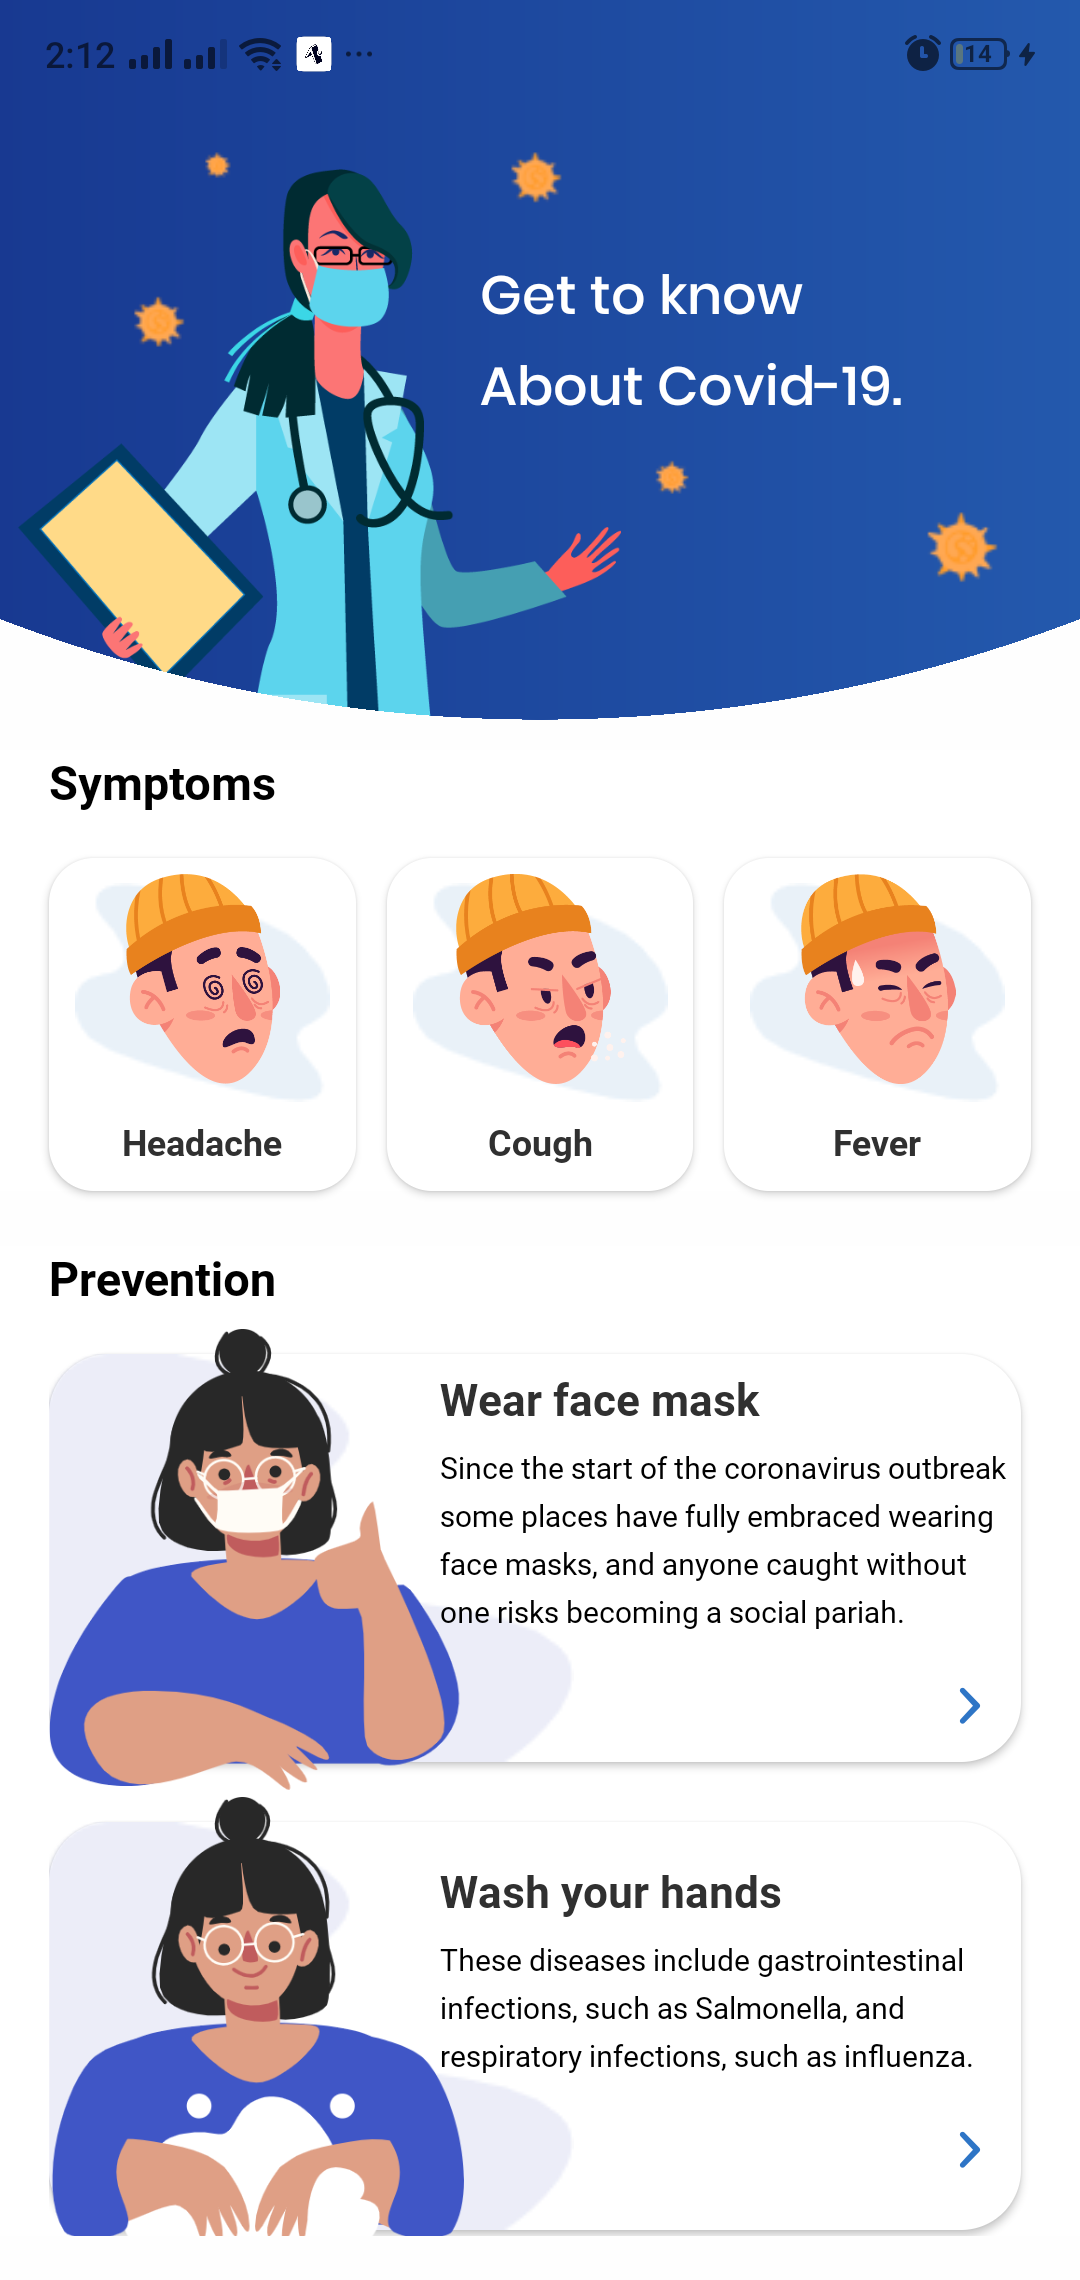 2:12
14
Get to know
About Covid-19.
Symptoms
Headache
Cough
Fever
Prevention
Wear face mask
Since the start of the coronavirus outbreak
some places have fully embraced wearing
face masks, and anyone caught without
one risks becoming a social pariah.
Wash your hands
These diseases include gastrointestinal
infections, such as Salmonella, and
respiratory infections, such as influenza.